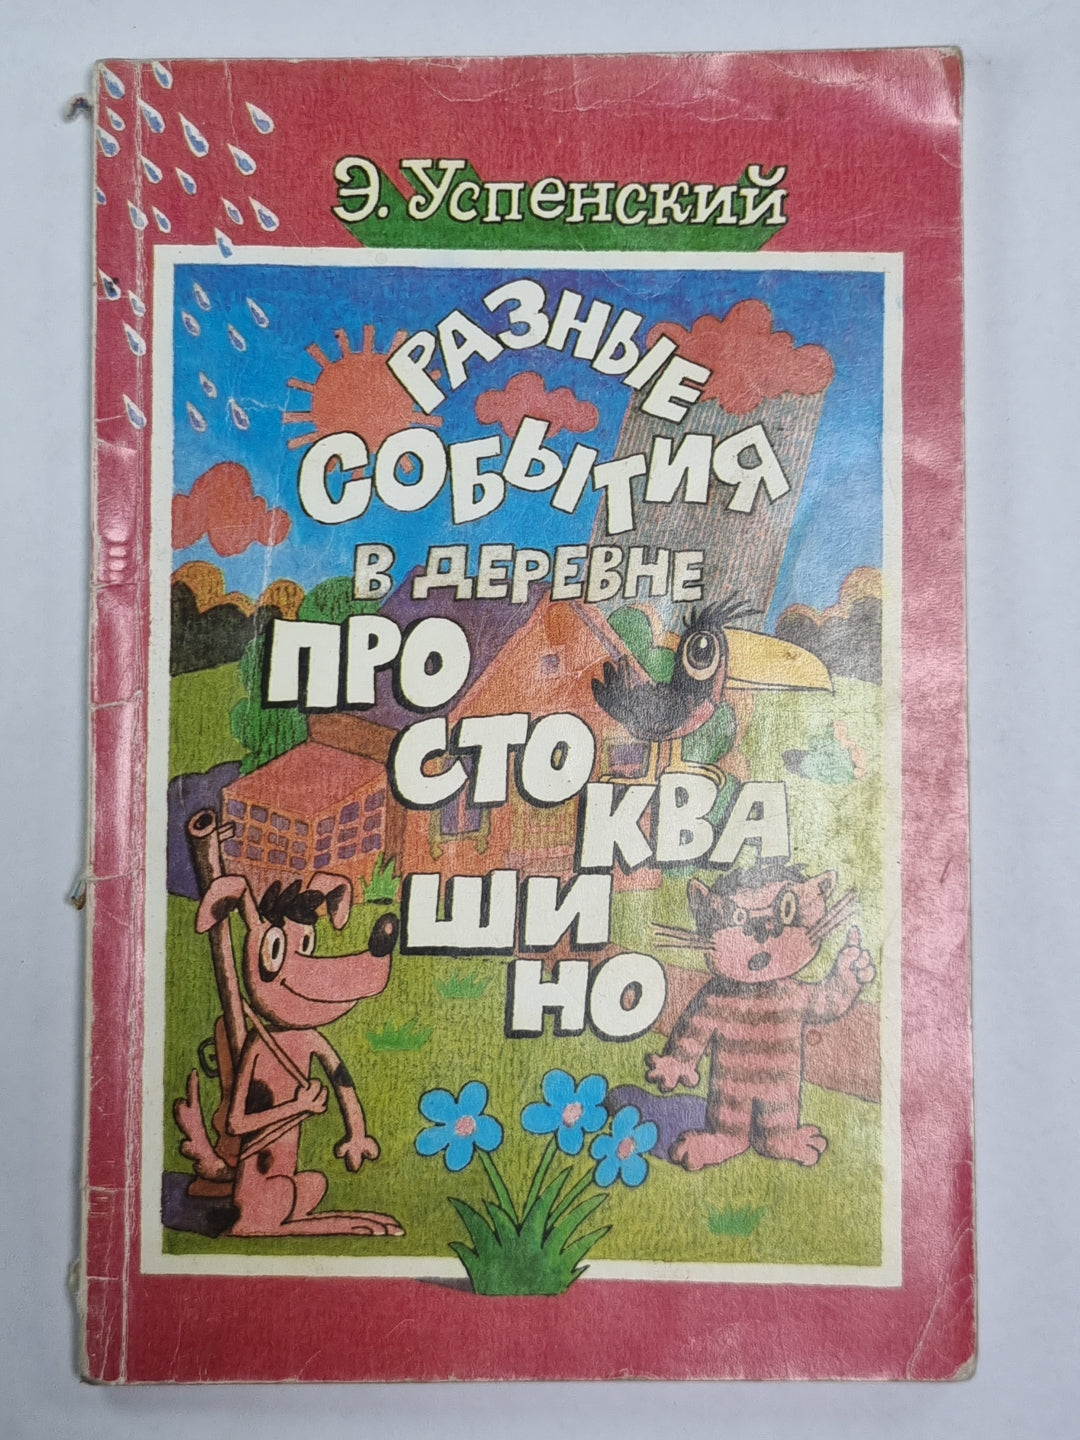 Э. Успенский
РАЗНЫЕ
СОБЫТИЯ
В ДЕРЕВНЕ
ПРО
СТО
КВА
ШИ
НО